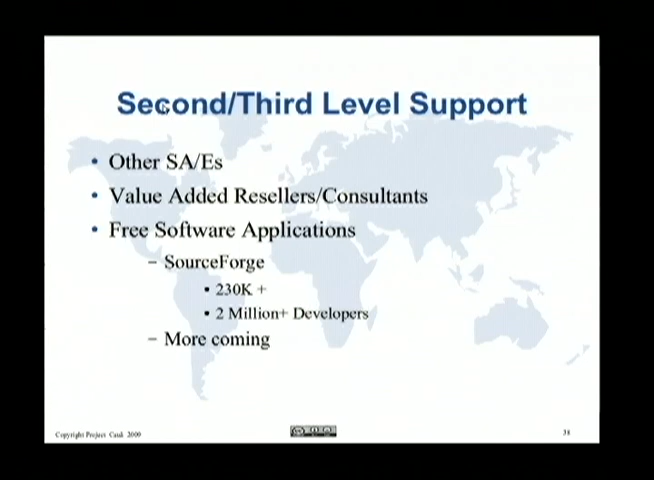 Second/Third Level Support
• Other SA/Es
• Value Added Resellers/Consultants
• Free Software Applications
– SourceForge
• 230K +
• 2 Million+ Developers
– More coming
Copyright Project Cauã 2009